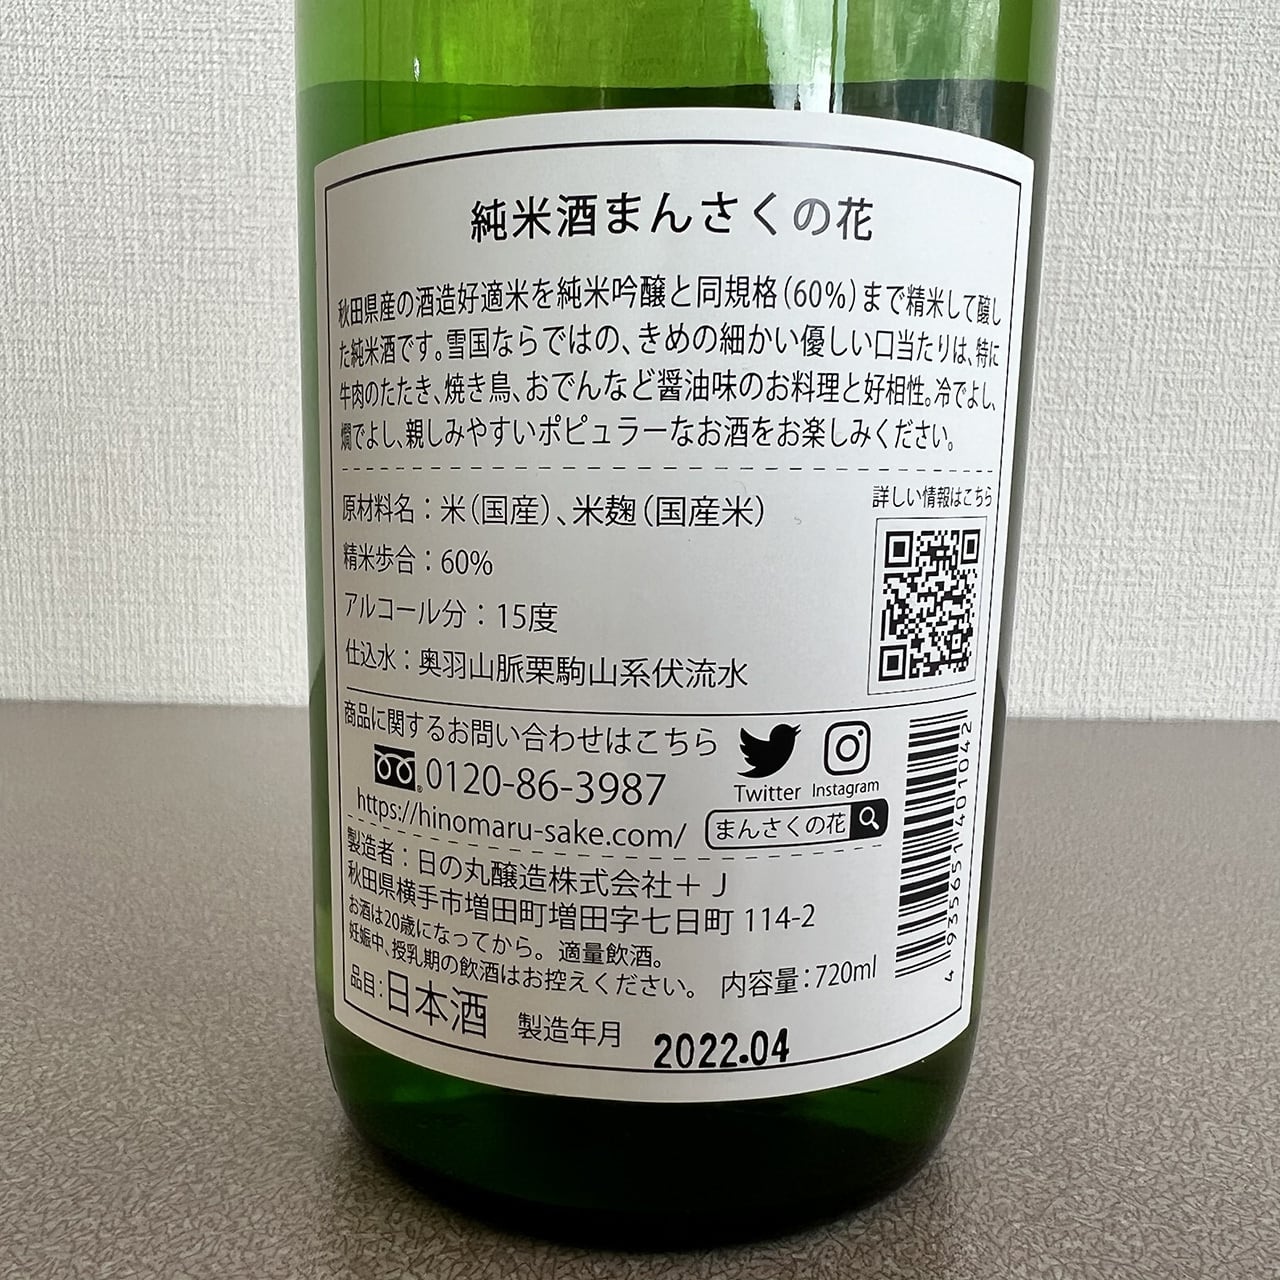 純米酒まんさくの花
秋田県産の酒造好適米を純米吟醸と同規格(60%)まで精米して醸し
た純米酒です。雪国ならではの、きめの細かい優しい口当たりは、特に
牛肉のたたき、焼き鳥、おでんなど醤油味のお料理と好相性。冷でよし、
燗でよし、親しみやすいポピュラーなお酒をお楽しみください。
原材料名：米(国産)、米麹(国産米)
精米歩合：60%
アルコール分：15度
仕込水：奥羽山脈栗駒山系伏流水
詳しい情報はこちら
商品に関するお問い合わせはこちら
0120-86-3987
https://hinomaru-sake.com/
Twitter
Instagram
まんさくの花
製造者：日の丸醸造株式会社＋J
秋田県横手市増田町増田字七日町 114-2
お酒は20歳になってから。適量飲酒。
妊娠中、授乳期の飲酒はお控えください。
内容量：720ml
品目：日本酒
製造年月 2022.04
4 935651 401042